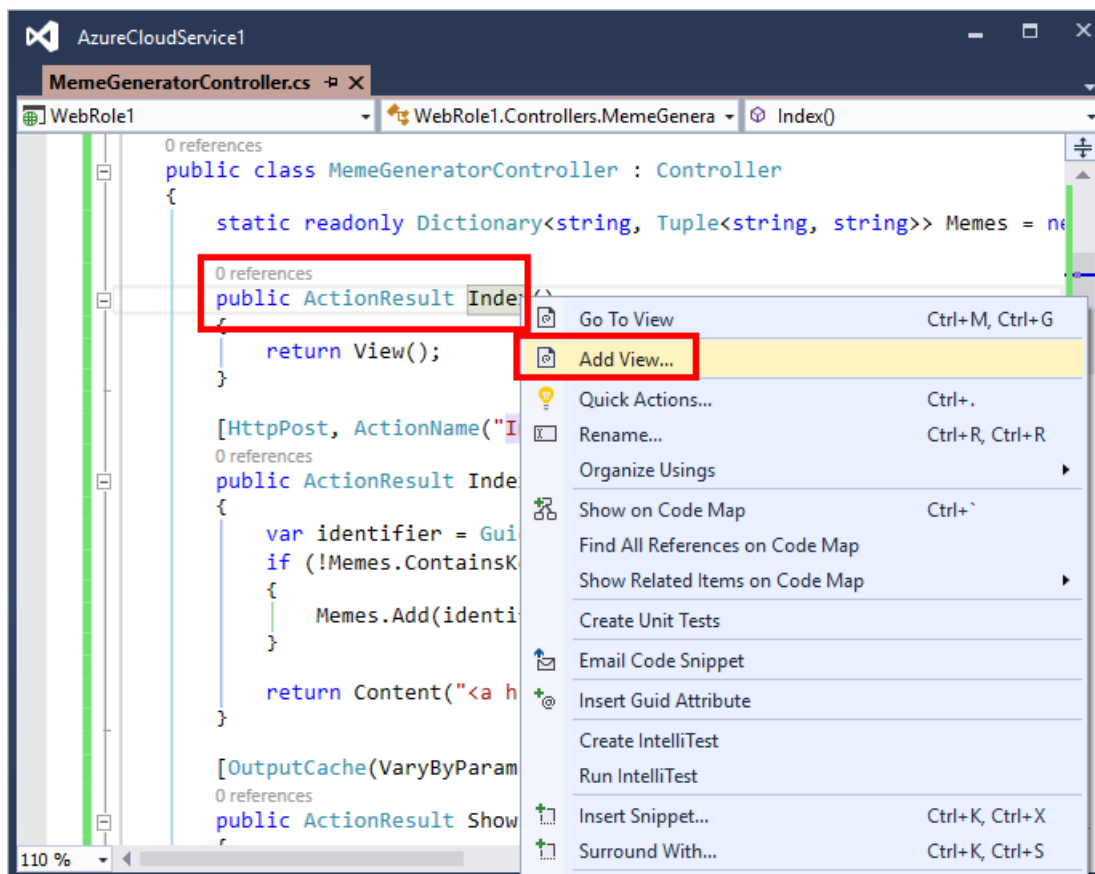 AzureCloudService1
MemeGeneratorController.cs
WebRole1 WebRole1.Controllers.MemeGenera Index()
0 references
public class MemeGeneratorController : Controller
{
static readonly Dictionary<string, Tuple<string, string>> Memes = ne
0 references
public ActionResult Index()
{
return View();
}
[HttpPost, ActionName("I
0 references
public ActionResult Inde
{
var identifier = Gui
if (!Memes.ContainsK
{
Memes.Add(identi
}
return Content("<a h
}
[OutputCache(VaryByParam
0 references
public ActionResult Show
{
110 %
Go To View Ctrl+M, Ctrl+G
Add View...
Quick Actions... Ctrl+.
Rename... Ctrl+R, Ctrl+R
Organize Usings
Show on Code Map Ctrl+`
Find All References on Code Map
Show Related Items on Code Map
Create Unit Tests
Email Code Snippet
Insert Guid Attribute
Create IntelliTest
Run IntelliTest
Insert Snippet... Ctrl+K, Ctrl+X
Surround With... Ctrl+K, Ctrl+S